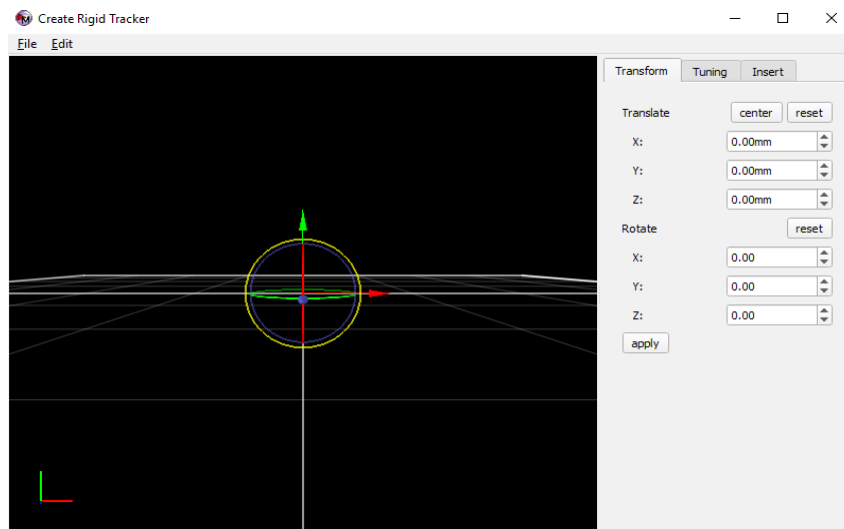 Create Rigid Tracker
File Edit
Transform Tuning Insert
Translate center reset
X: 0.00mm
Y: 0.00mm
Z: 0.00mm
Rotate reset
X: 0.00
Y: 0.00
Z: 0.00
apply